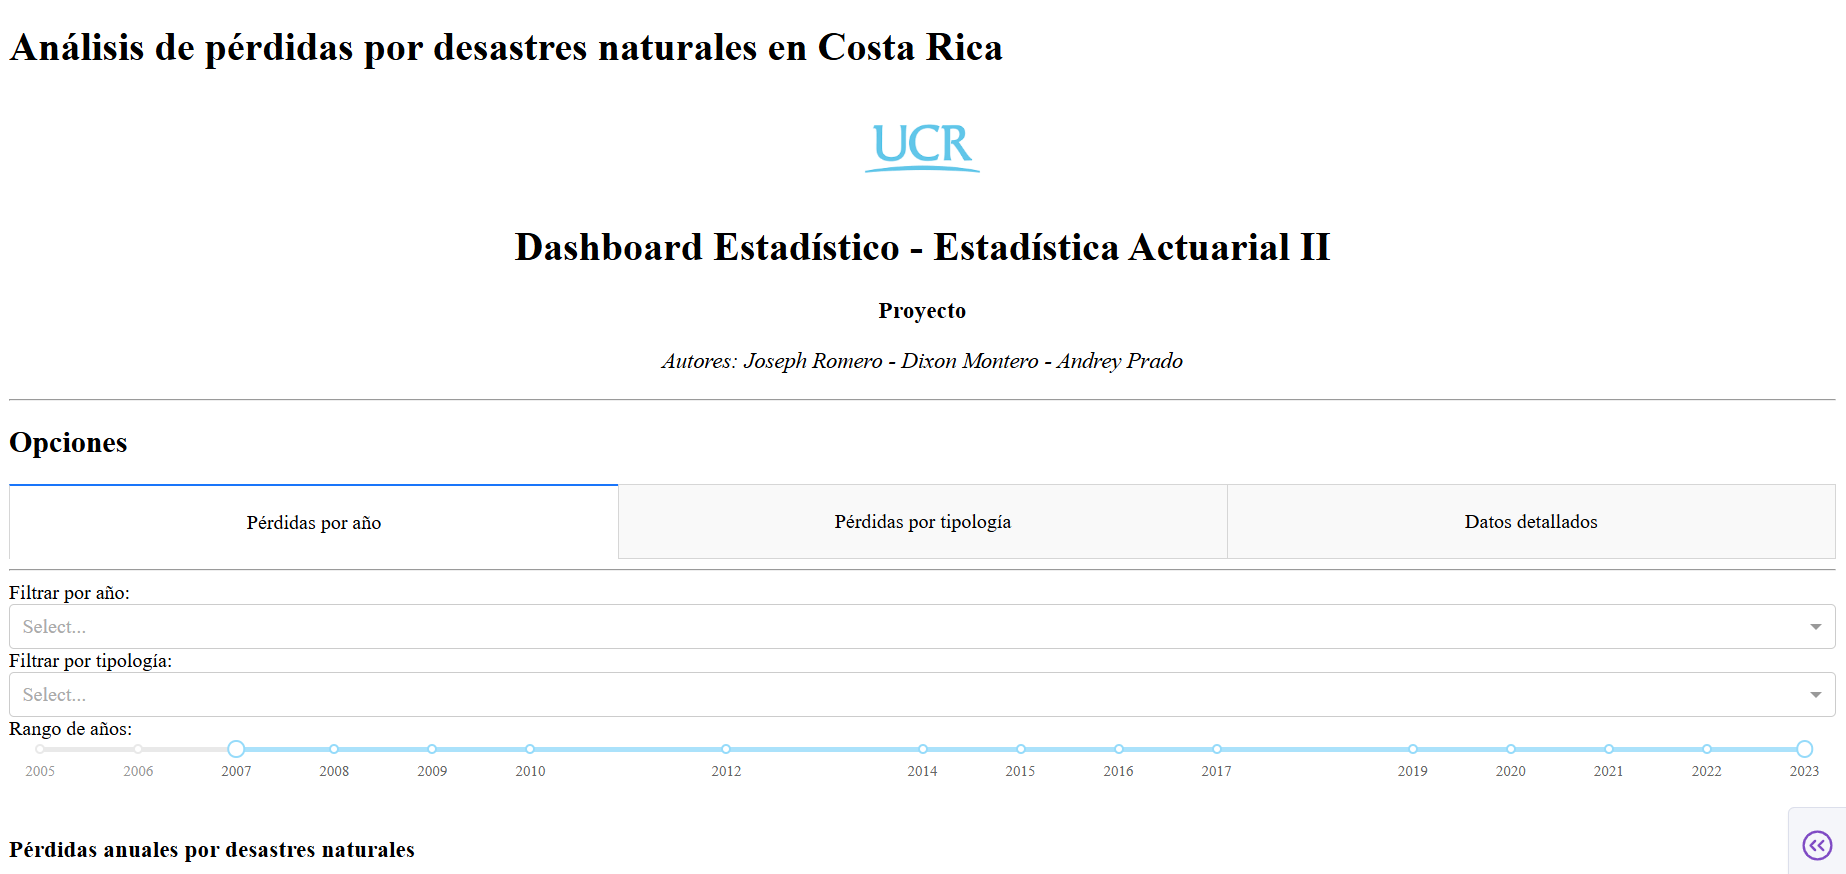 Análisis de pérdidas por desastres naturales en Costa Rica
UCR
Dashboard Estadístico - Estadística Actuarial II
Proyecto
Autores: Joseph Romero - Dixon Montero - Andrey Prado
Opciones
Pérdidas por año
Pérdidas por tipología
Datos detallados
Filtrar por año:
Select...
Filtrar por tipología:
Select...
Rango de años:
2005 2006 2007 2008 2009 2010 2012 2014 2015 2016 2017 2019 2020 2021 2022 2023
Pérdidas anuales por desastres naturales